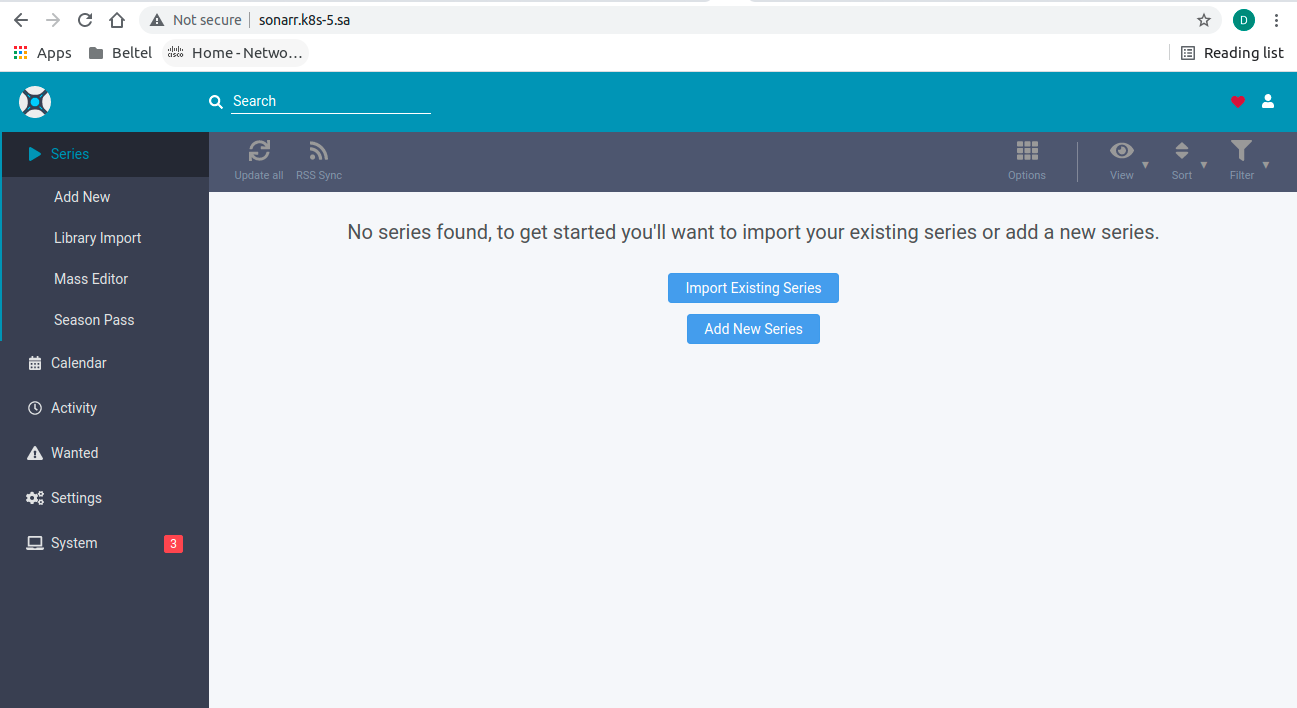 Not secure sonarr.k8s-5.sa D
Apps Beltel cisco Home - Netwo… Reading list
Search
Series
Update all RSS Sync Options View Sort Filter
Add New
Library Import
Mass Editor
Season Pass
Calendar
Activity
Wanted
Settings
System 3
No series found, to get started you'll want to import your existing series or add a new series.
Import Existing Series
Add New Series